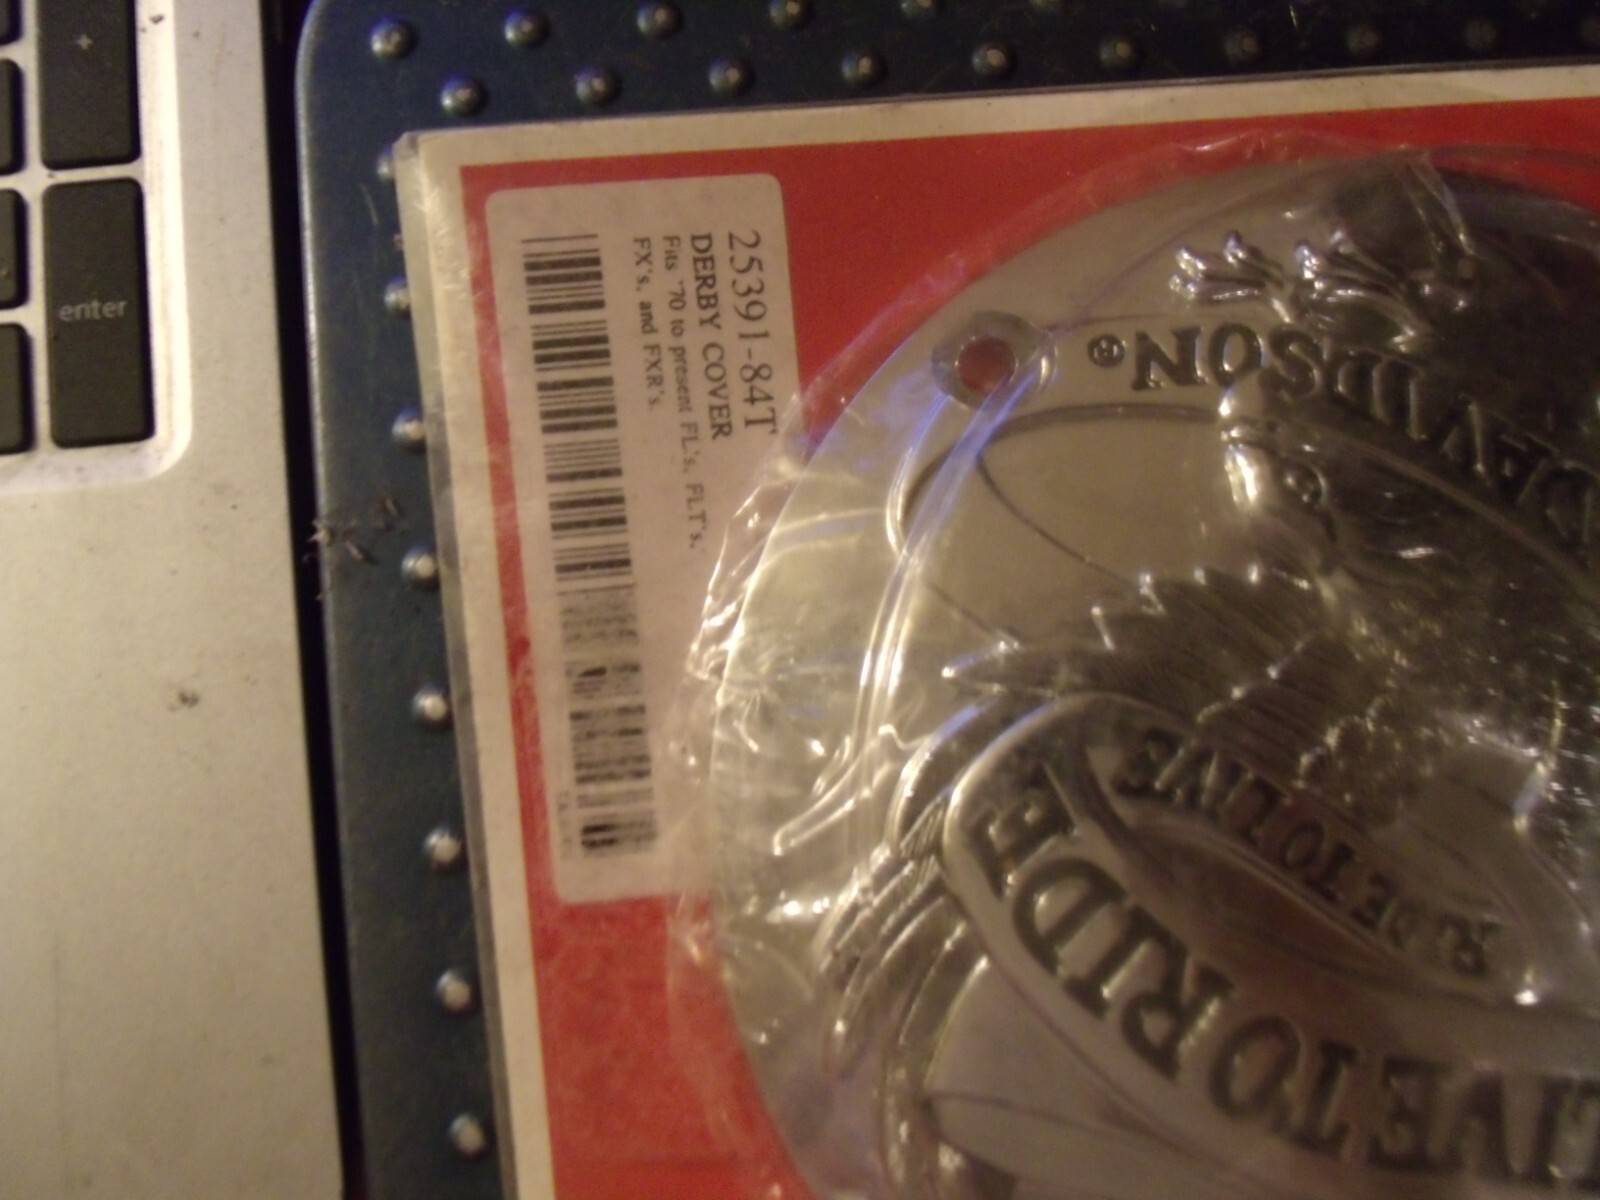 +
enter
25391-84T
DERBY COVER
Fits '70 to present FL's, FLT's,
FX's, and FXR's.
DAVIDSON®
LIVE TO RIDE
RIDE TO LIVE